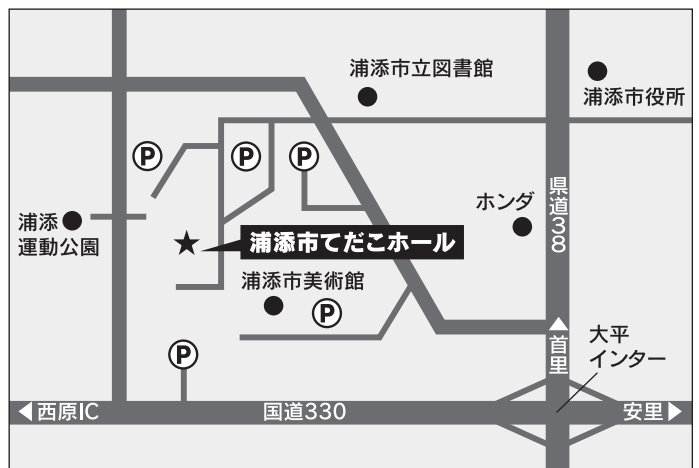 浦添市立図書館
浦添市役所
P
P
P
県道38
ホンダ
浦添
運動公園
浦添市てだこホール
浦添市美術館
P
大平
インター
首里
P
西原IC
国道330
安里